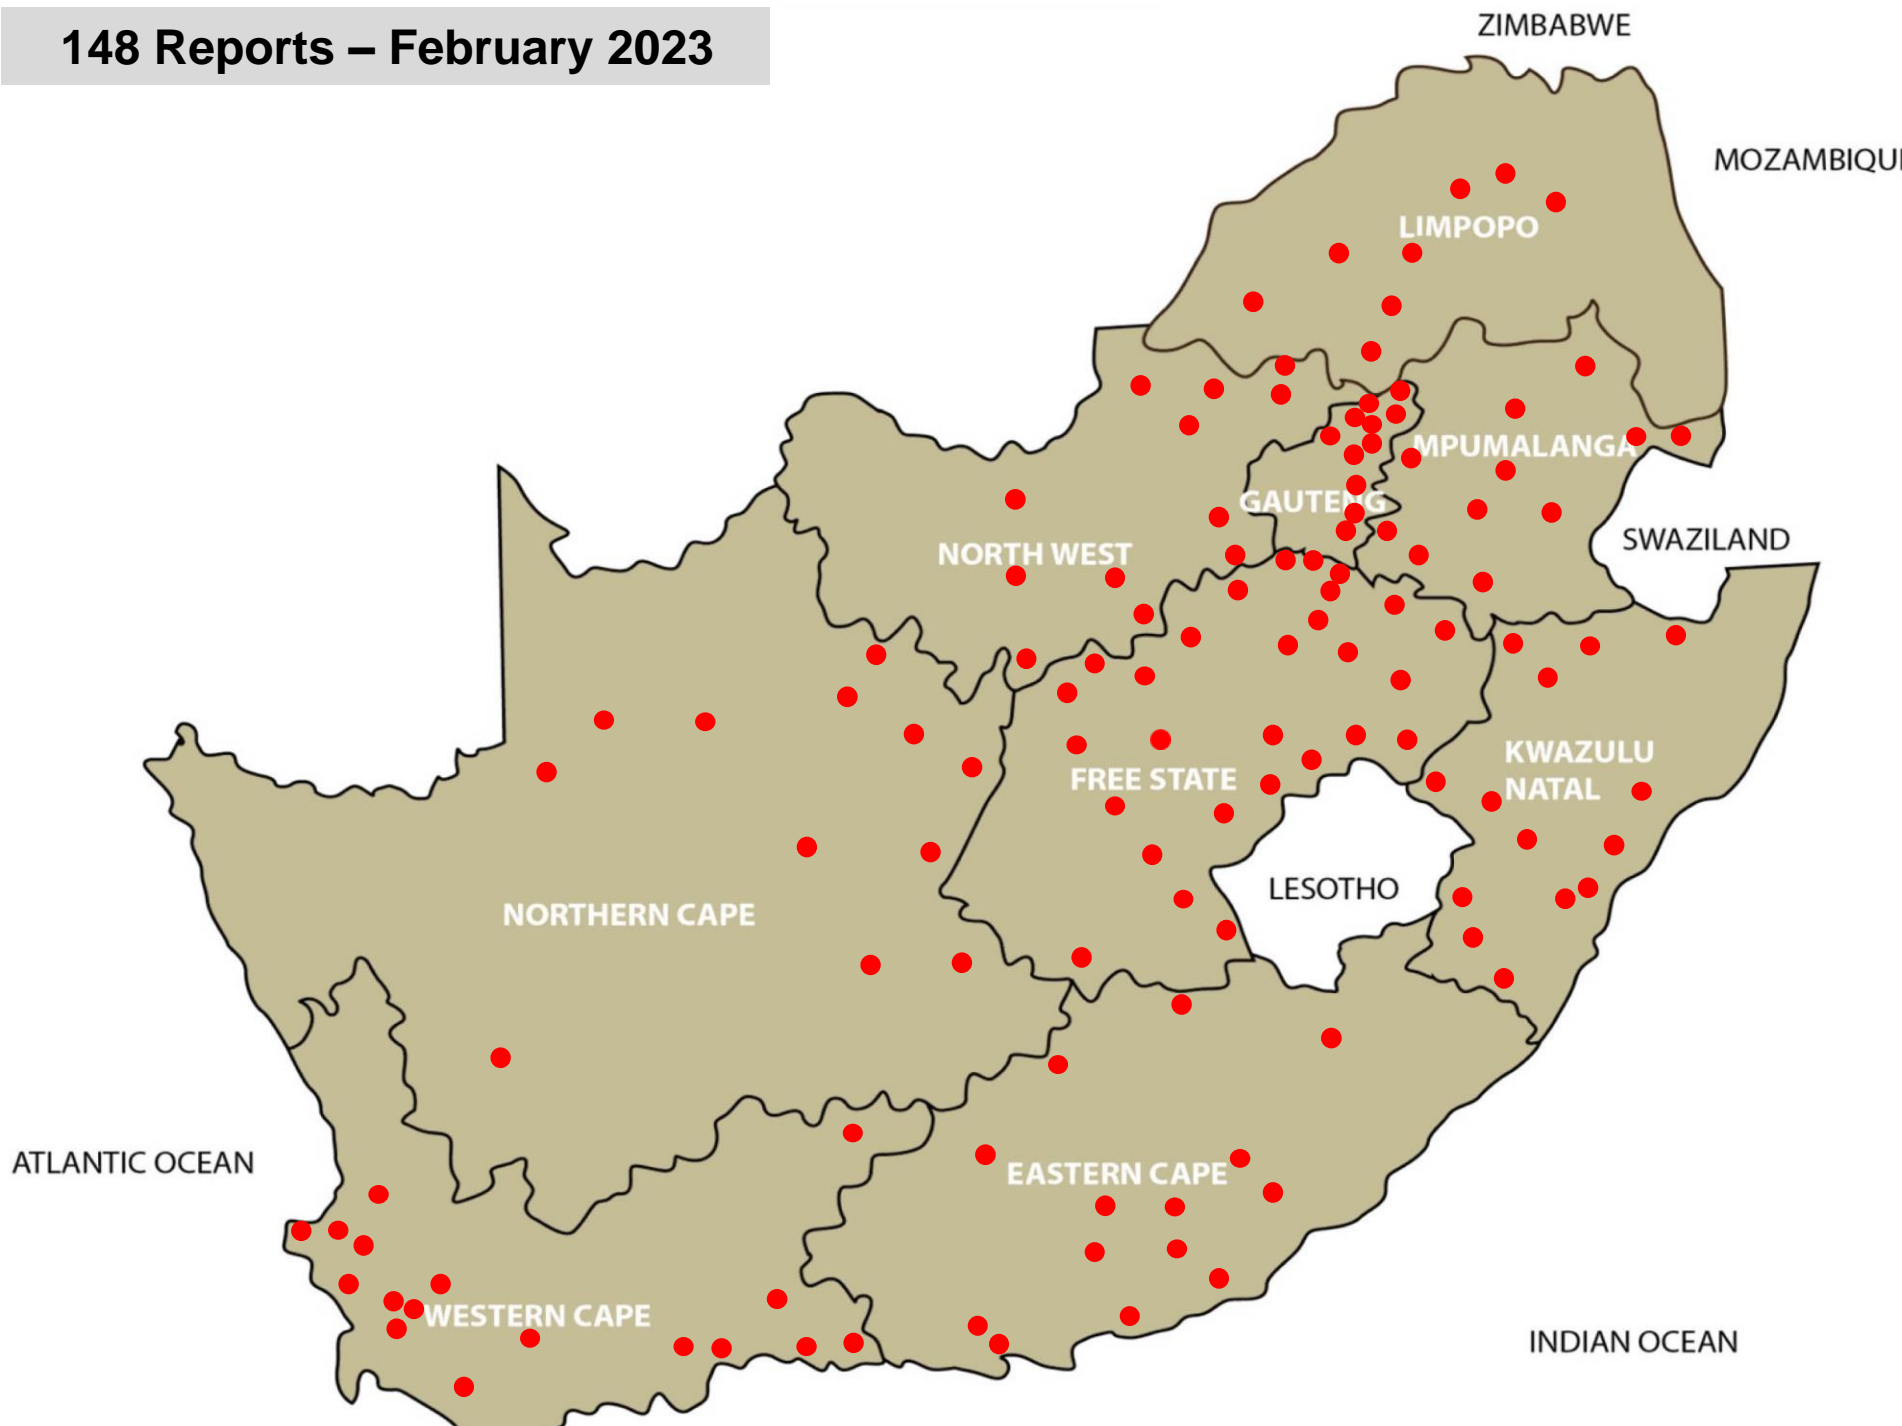 148 Reports – February 2023
ZIMBABWE
MOZAMBIQU
LIMPOPO
MPUMALANGA
GAUTENG
SWAZILAND
NORTH WEST
KWAZULU
NATAL
FREE STATE
LESOTHO
NORTHERN CAPE
ATLANTIC OCEAN
EASTERN CAPE
WESTERN CAPE
INDIAN OCEAN